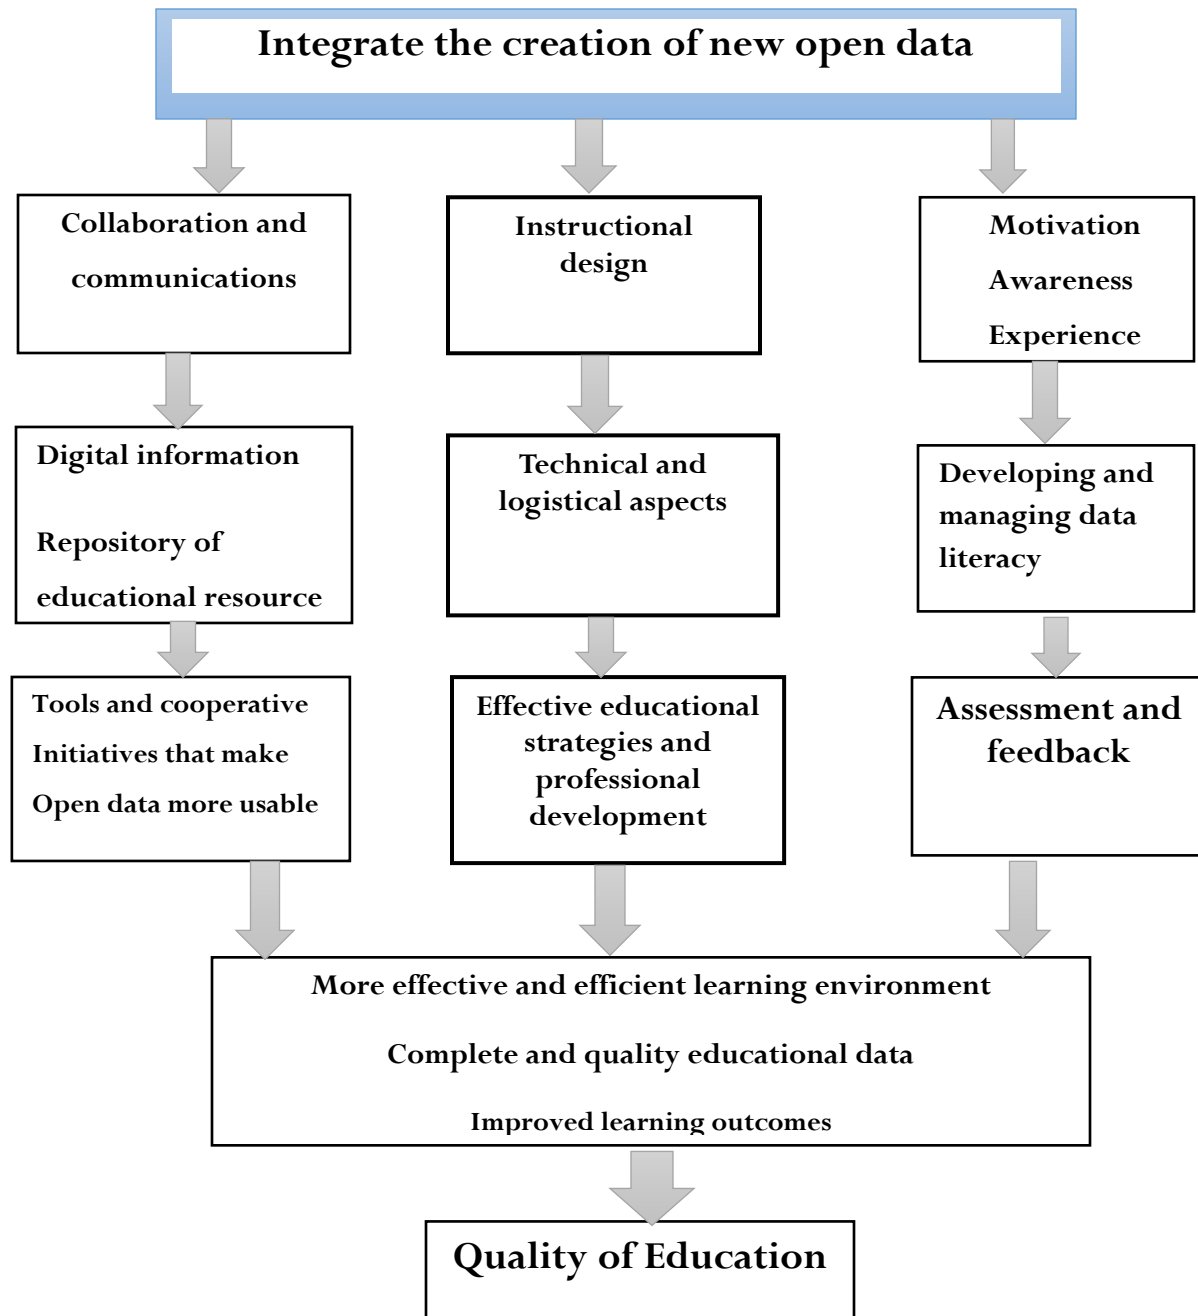 Integrate the creation of new open data
Collaboration and
communications
Instructional
design
Motivation
Awareness
Experience
Digital information
Repository of
educational resource
Technical and
logistical aspects
Developing and
managing data
literacy
Tools and cooperative
Initiatives that make
Open data more usable
Effective educational
strategies and
professional
development
Assessment and
feedback
More effective and efficient learning environment
Complete and quality educational data
Improved learning outcomes
Quality of Education